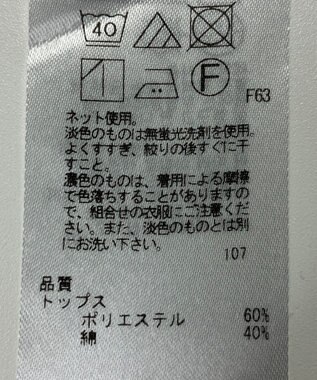 40
F
F63
ネット使用。
淡色のものは無蛍光洗剤を使用。
よくすすぎ、絞りの後すぐに干
すこと。
濃色のものは、着用による摩擦
で色落ちすることがありますの
で、組合せの衣服にご注意くださ
い。また、淡色のものとは別
にお洗い下さい。
107
品質
トップス
ポリエステル 60%
綿 40%